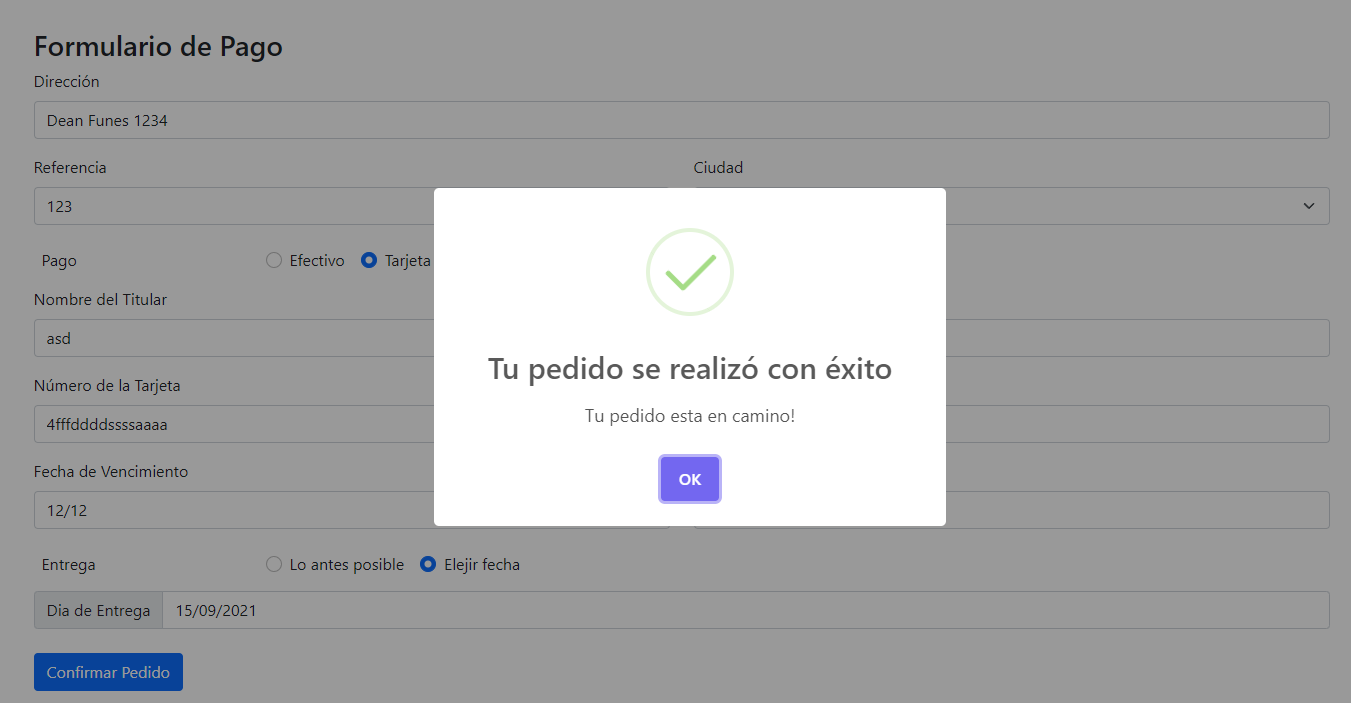 Formulario de Pago
Dirección
Dean Funes 1234
Referencia Ciudad
123
Pago Efectivo Tarjeta
Nombre del Titular
asd
Tu pedido se realizó con éxito
Número de la Tarjeta
Tu pedido esta en camino!
4fffddddssssaaaa
Fecha de Vencimiento
OK
12/12
Entrega Lo antes posible Elejir fecha
Dia de Entrega 15/09/2021
Confirmar Pedido